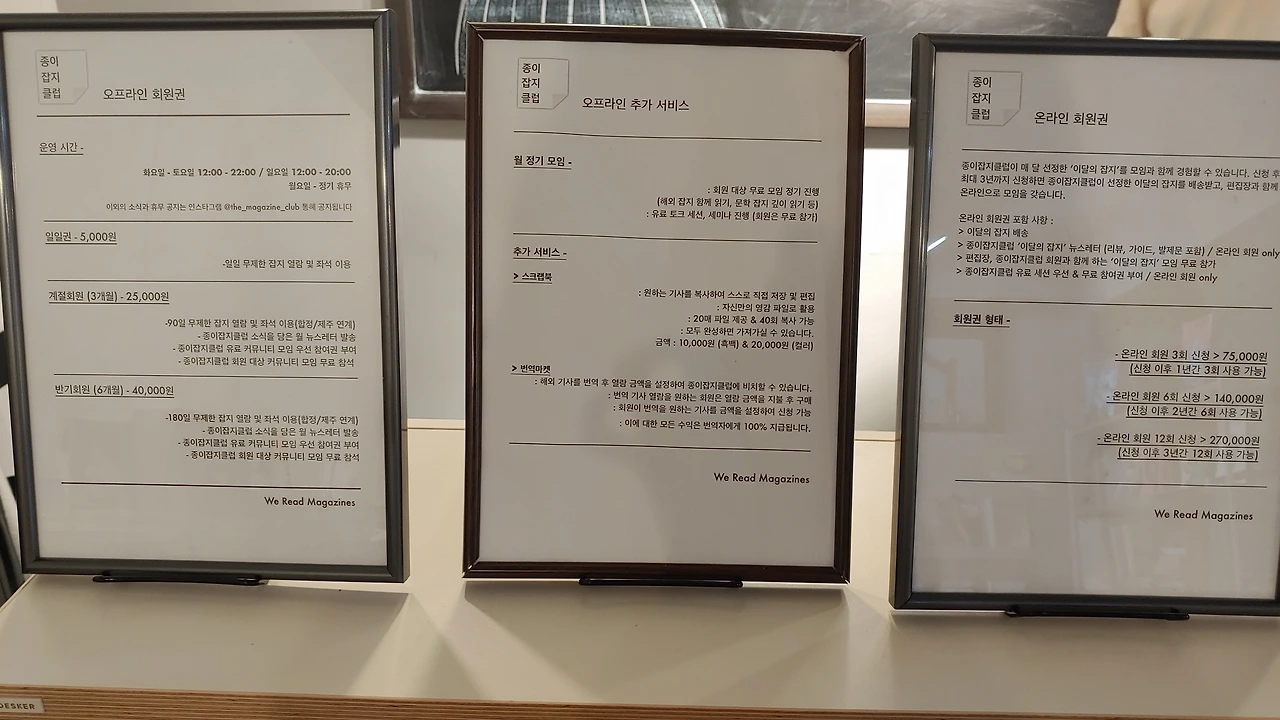 종이
잡지
클럽
오프라인 회원권
운영 시간 -
화요일 - 토요일 12:00 - 22:00 / 일요일 12:00 - 20:00
월요일 - 정기 휴무
이외의 소식과 휴무 공지는 인스타그램 @the_magazine_club 통해 공지됩니다
일일권 - 5,000원
-일일 무제한 잡지 열람 및 좌석 이용
계절회원 (3개월) - 25,000원
-90일 무제한 잡지 열람 및 좌석 이용(합정/제주 연계)
- 종이잡지클럽 소식을 담은 월 뉴스레터 발송
- 종이잡지클럽 유료 커뮤니티 모임 우선 참여권 부여
- 종이잡지클럽 회원 대상 커뮤니티 모임 무료 참석
반기회원 (6개월) - 40,000원
-180일 무제한 잡지 열람 및 좌석 이용(합정/제주 연계)
- 종이잡지클럽 소식을 담은 월 뉴스레터 발송
- 종이잡지클럽 유료 커뮤니티 모임 우선 참여권 부여
- 종이잡지클럽 회원 대상 커뮤니티 모임 무료 참석
We Read Magazines
종이
잡지
클럽
오프라인 추가 서비스
월 정기 모임 -
: 회원 대상 무료 모임 정기 진행
(해외 잡지 함께 읽기, 문학 잡지 깊이 읽기 등)
: 유료 토크 세션, 세미나 진행 (회원은 무료 참가)
추가 서비스 -
> 스크랩북
: 원하는 기사를 복사하여 스스로 직접 저장 및 편집
: 자신만의 영감 파일로 활용
: 20매 파일 제공 & 40회 복사 가능
: 모두 완성하면 가져가실 수 있습니다.
금액 : 10,000원 (흑백) & 20,000원 (컬러)
> 번역마켓
: 해외 기사를 번역 후 열람 금액을 설정하여 종이잡지클럽에 비치할 수 있습니다.
: 번역 기사 열람을 원하는 회원은 열람 금액을 지불 후 구매
: 회원이 번역을 원하는 기사를 금액을 설정하여 신청 가능
: 이에 대한 모든 수익은 번역자에게 100% 지급됩니다.
We Read Magazines
종이
잡지
클럽
온라인 회원권
종이잡지클럽이 매 달 선정한 '이달의 잡지'를 모임과 함께 경험할 수 있습니다. 신청 후
최대 3년까지 신청하면 종이잡지클럽이 선정한 이달의 잡지를 배송받고, 편집장과 함께
온라인으로 모임을 갖습니다.
온라인 회원권 포함 사항 :
> 이달의 잡지 배송
> 종이잡지클럽 '이달의 잡지' 뉴스레터 (리뷰, 가이드, 발제문 포함) / 온라인 회원 only
> 편집장, 종이잡지클럽 회원과 함께 하는 '이달의 잡지' 모임 무료 참가
> 종이잡지클럽 유료 세션 우선 & 무료 참여권 부여 / 온라인 회원 only
회원권 형태 -
- 온라인 회원 3회 신청 > 75,000원
(신청 이후 1년간 3회 사용 가능)
- 온라인 회원 6회 신청 > 140,000원
(신청 이후 2년간 6회 사용 가능)
- 온라인 회원 12회 신청 > 270,000원
(신청 이후 3년간 12회 사용 가능)
We Read Magazines
DESKER